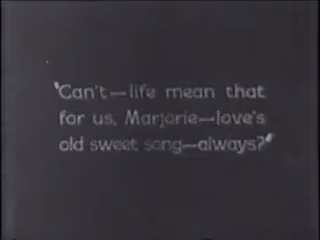 "Can't—life mean that
for us, Marjorie—love's
old sweet song—always?"